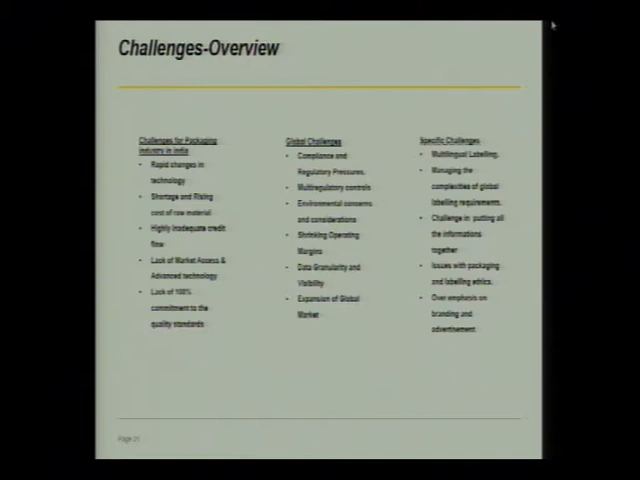 Challenges-Overview
Challenges for Packaging
industry in India
• Rapid changes in
technology
• Shortage and Rising
cost of raw material
• Highly inadequate credit
flow
• Lack of Market Access &
Advanced technology
• Lack of 100%
commitment to the
quality standards
Global Challenges
• Compliance and
Regulatory Pressures.
• Multiregulatory controls
• Environmental concerns
and considerations
• Shrinking Operating
Margins
• Data Granularity and
Visibility
• Expansion of Global
Market
Specific Challenges
• Multilingual Labelling.
• Managing the
complexities of global
labelling requirements.
• Challenge in putting all
the informations
together
• Issues with packaging
and labelling ethics.
• Over emphasis on
branding and
advertisement
Page 21